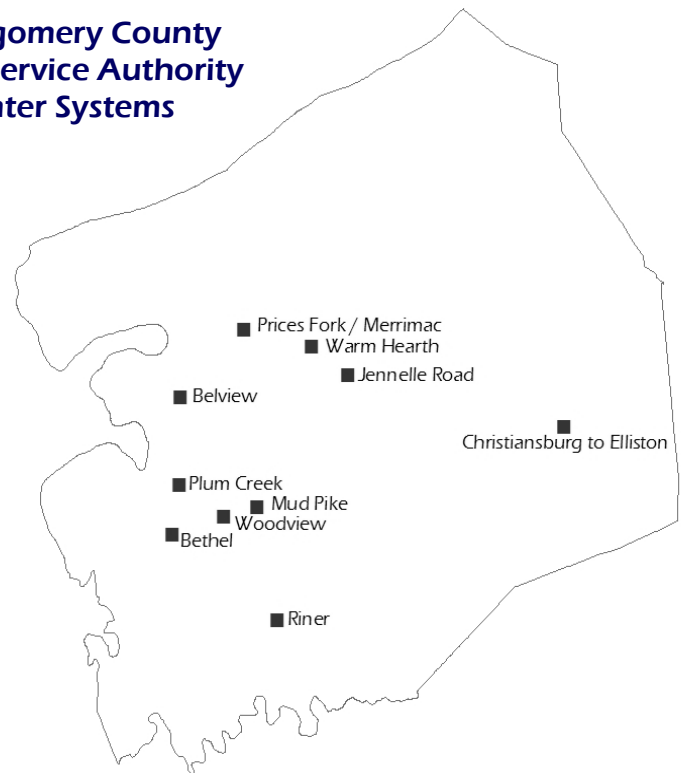 gomery County
ervice Authority
ter Systems
Prices Fork / Merrimac
Warm Hearth
Jennelle Road
Belview
Christiansburg to Elliston
Plum Creek
Mud Pike
Woodview
Bethel
Riner